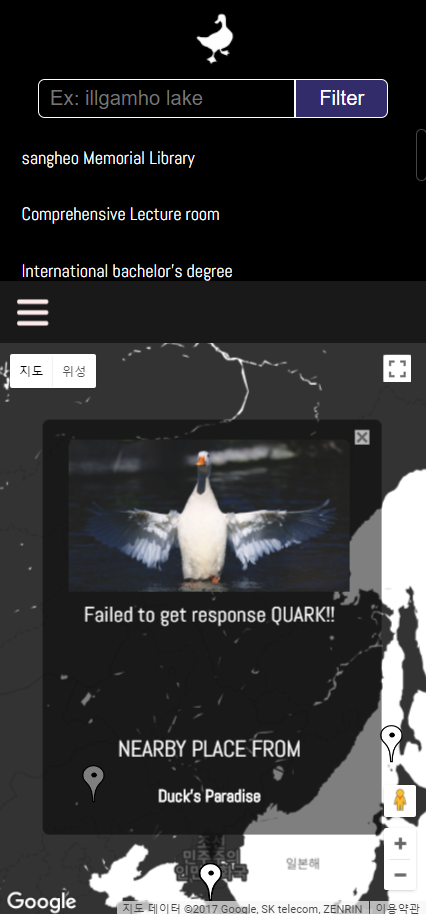 Ex: illgamho lake
Filter
sangheo Memorial Library
Comprehensive Lecture room
International bachelor's degree
지도
위성
Failed to get response QUARK!!
NEARBY PLACE FROM
Duck's Paradise
일본해
Google
지도 데이터 ©2017 Google, SK telecom, ZENRIN
이용약관